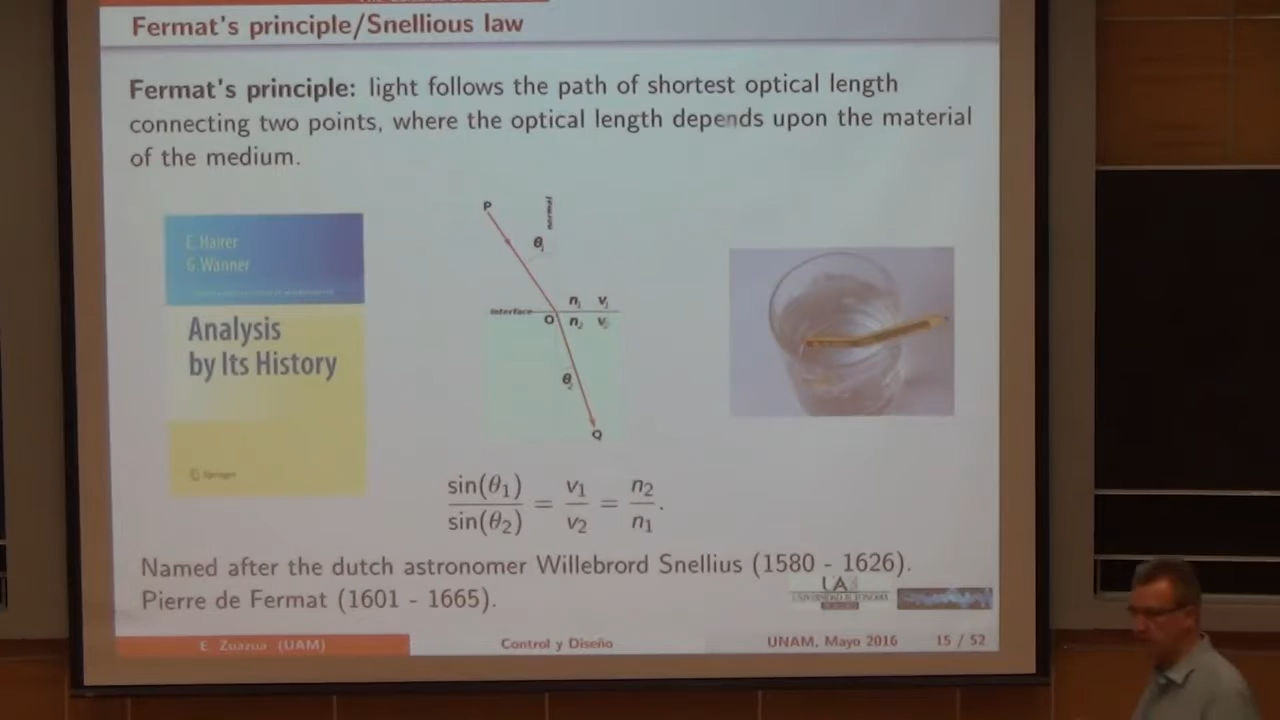 Fermat's principle/Snellious law
Fermat's principle: light follows the path of shortest optical length
connecting two points, where the optical length depends upon the material
of the medium.
E. Hairer
G. Wanner
Analysis
by Its History
Springer
P
normal
θ1
interface
O
n1 v1
n2 v2
θ2
Q
sin(θ1)/sin(θ2) = v1/v2 = n2/n1.
Named after the dutch astronomer Willebrord Snellius (1580 - 1626).
Pierre de Fermat (1601 - 1665).
E. Zuazua (UAM)
Control y Diseño
UNAM, Mayo 2016
15 / 52